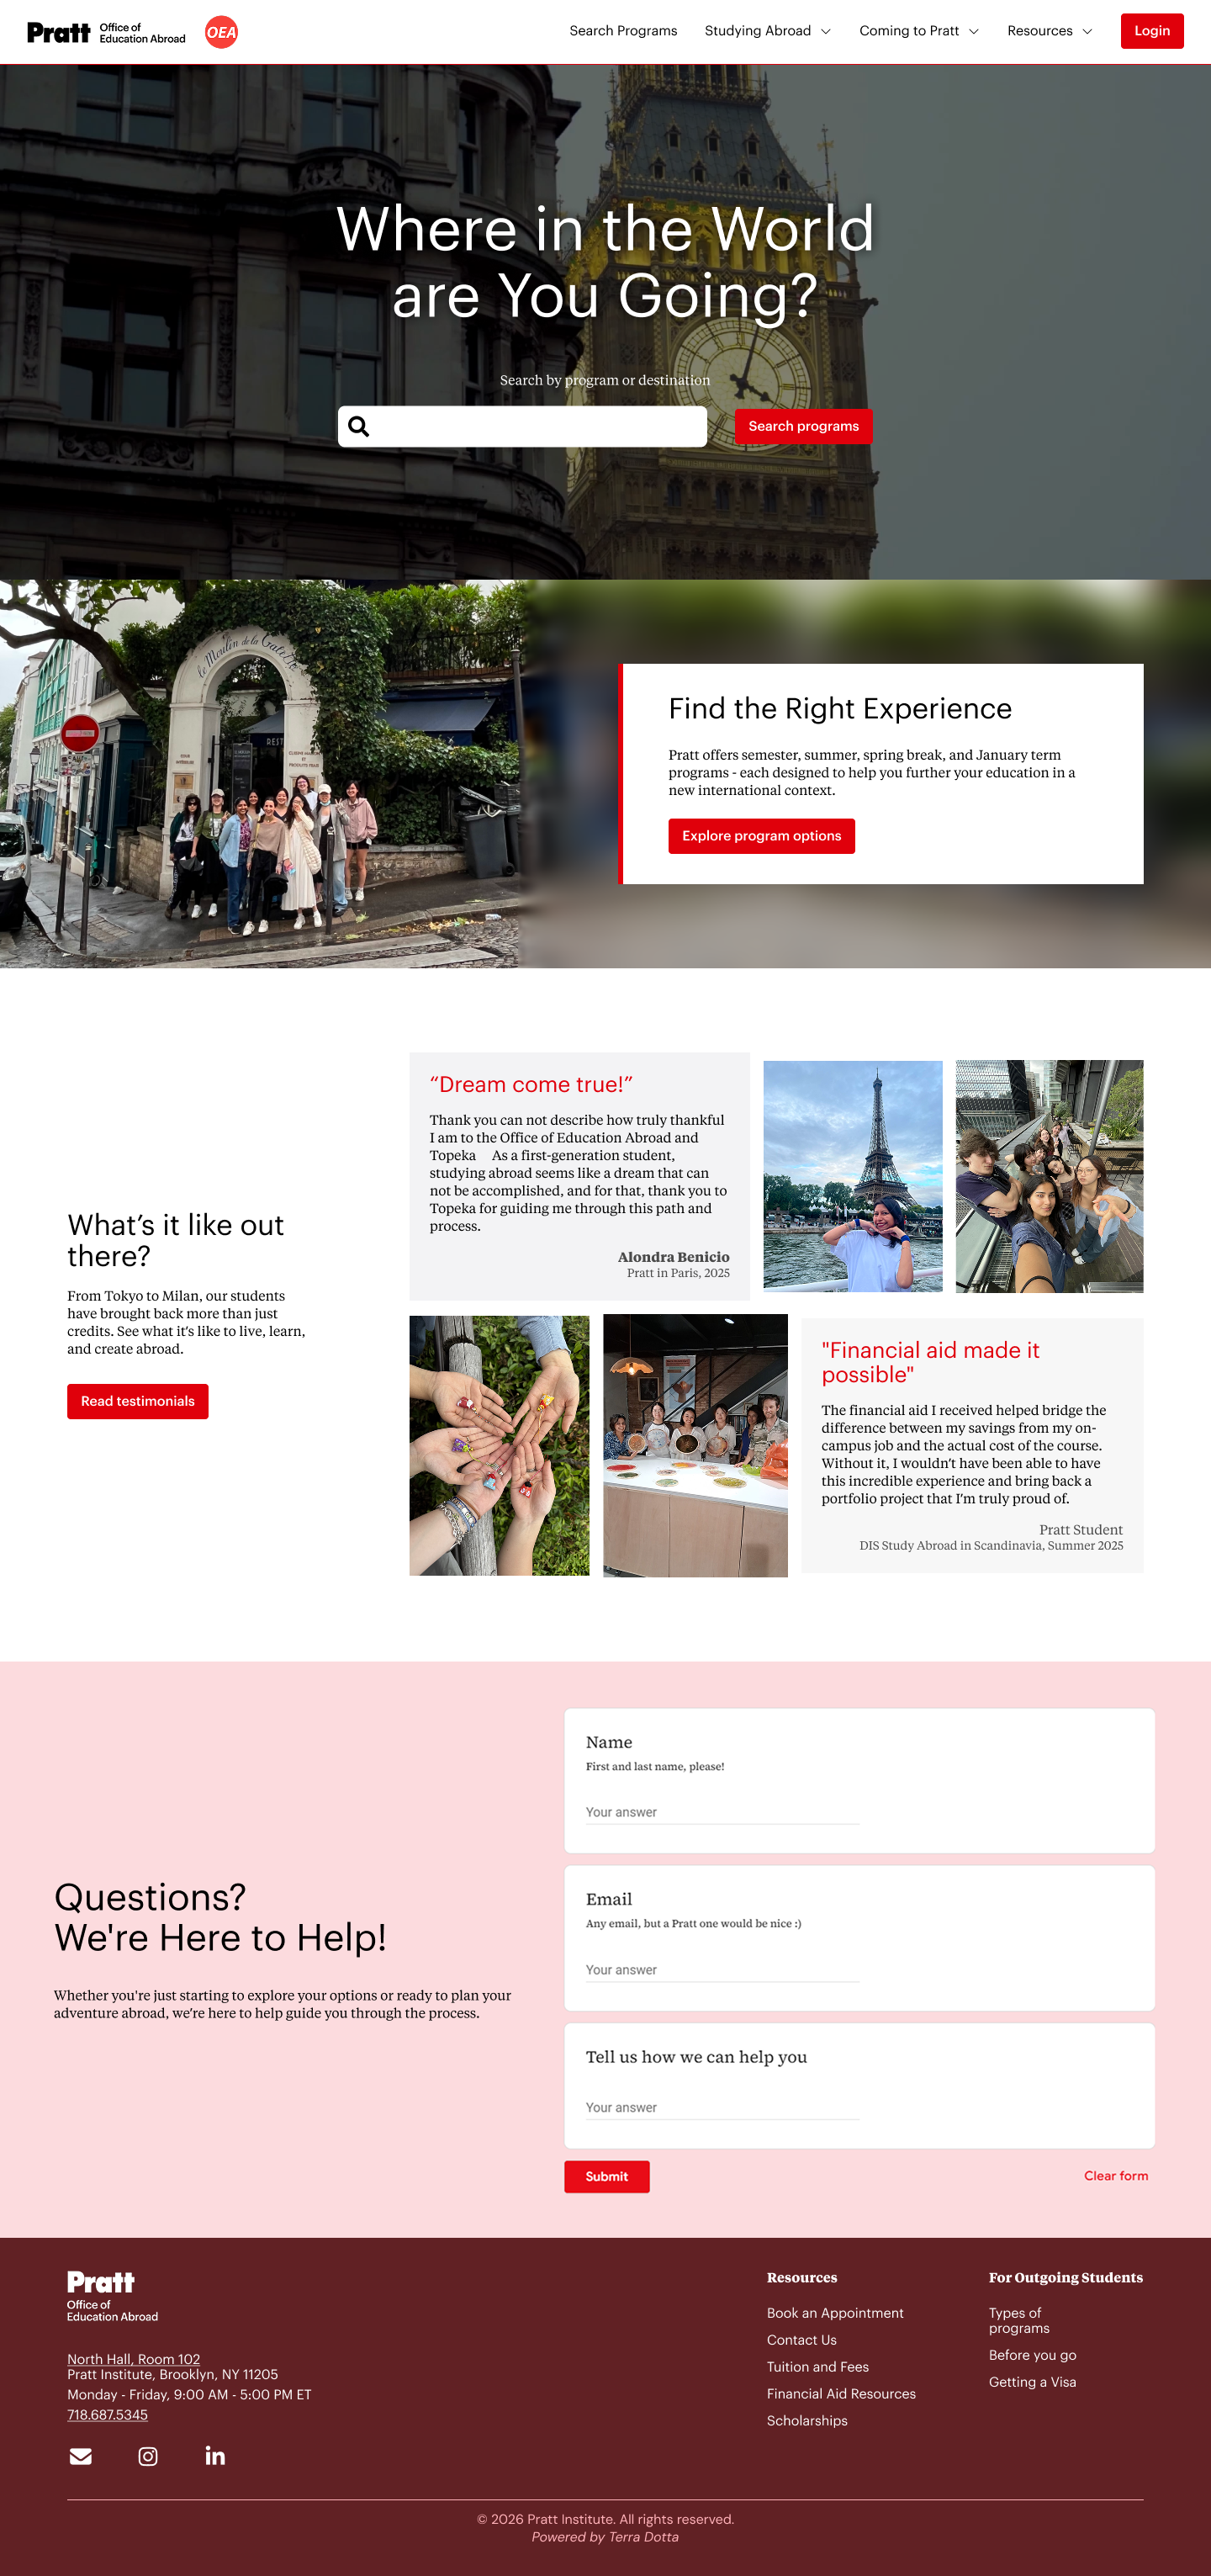 Pratt
Office of
Education Abroad
OEA
Search Programs
Studying Abroad
Coming to Pratt
Resources
Login
Where in the World
are You Going?
Search by program or destination
Search programs
Le Moulin de la Galette
REST
Find the Right Experience
Pratt offers semester, summer, spring break, and January term
programs - each designed to help you further your education in a
new international context.
Explore program options
What’s it like out
there?
From Tokyo to Milan, our students
have brought back more than just
credits. See what it's like to live, learn,
and create abroad.
Read testimonials
“Dream come true!”
Thank you can not describe how truly thankful
I am to the Office of Education Abroad and
Topeka As a first-generation student,
studying abroad seems like a dream that can
not be accomplished, and for that, thank you to
Topeka for guiding me through this path and
process.
Alondra Benicio
Pratt in Paris, 2025
"Financial aid made it
possible"
The financial aid I received helped bridge the
difference between my savings from my on-
campus job and the actual cost of the course.
Without it, I wouldn't have been able to have
this incredible experience and bring back a
portfolio project that I'm truly proud of.
Pratt Student
DIS Study Abroad in Scandinavia, Summer 2025
Questions?
We're Here to Help!
Whether you're just starting to explore your options or ready to plan your
adventure abroad, we're here to help guide you through the process.
Name
First and last name, please!
Your answer
Email
Any email, but a Pratt one would be nice :)
Your answer
Tell us how we can help you
Your answer
Submit
Clear form
Pratt
Office of
Education Abroad
North Hall, Room 102
Pratt Institute, Brooklyn, NY 11205
Monday - Friday, 9:00 AM - 5:00 PM ET
718.687.5345
Resources
Book an Appointment
Contact Us
Tuition and Fees
Financial Aid Resources
Scholarships
For Outgoing Students
Types of
programs
Before you go
Getting a Visa
© 2026 Pratt Institute. All rights reserved.
Powered by Terra Dotta